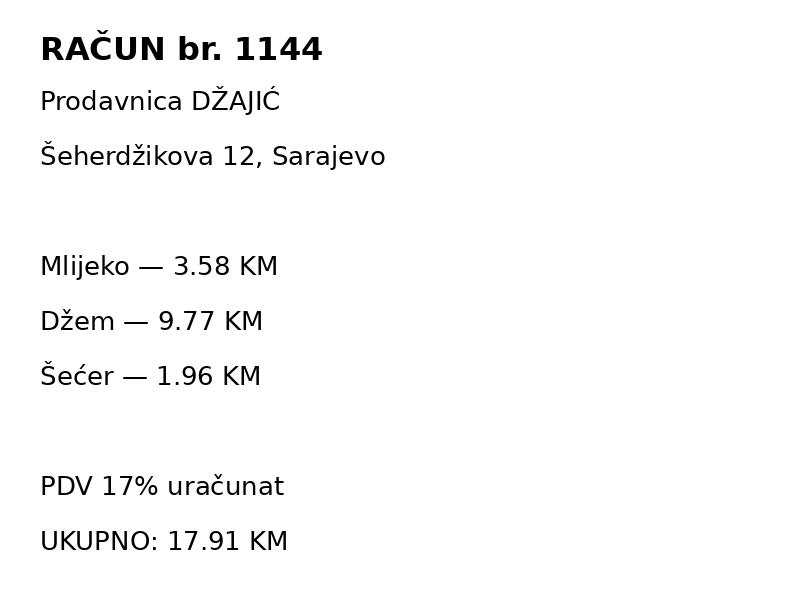 RAČUN br. 1144
Prodavnica DŽAJIĆ
Šeherdžikova 12, Sarajevo
Mlijeko — 3.58 KM
Džem — 9.77 KM
Šećer — 1.96 KM
PDV 17% uračunat
UKUPNO: 17.91 KM